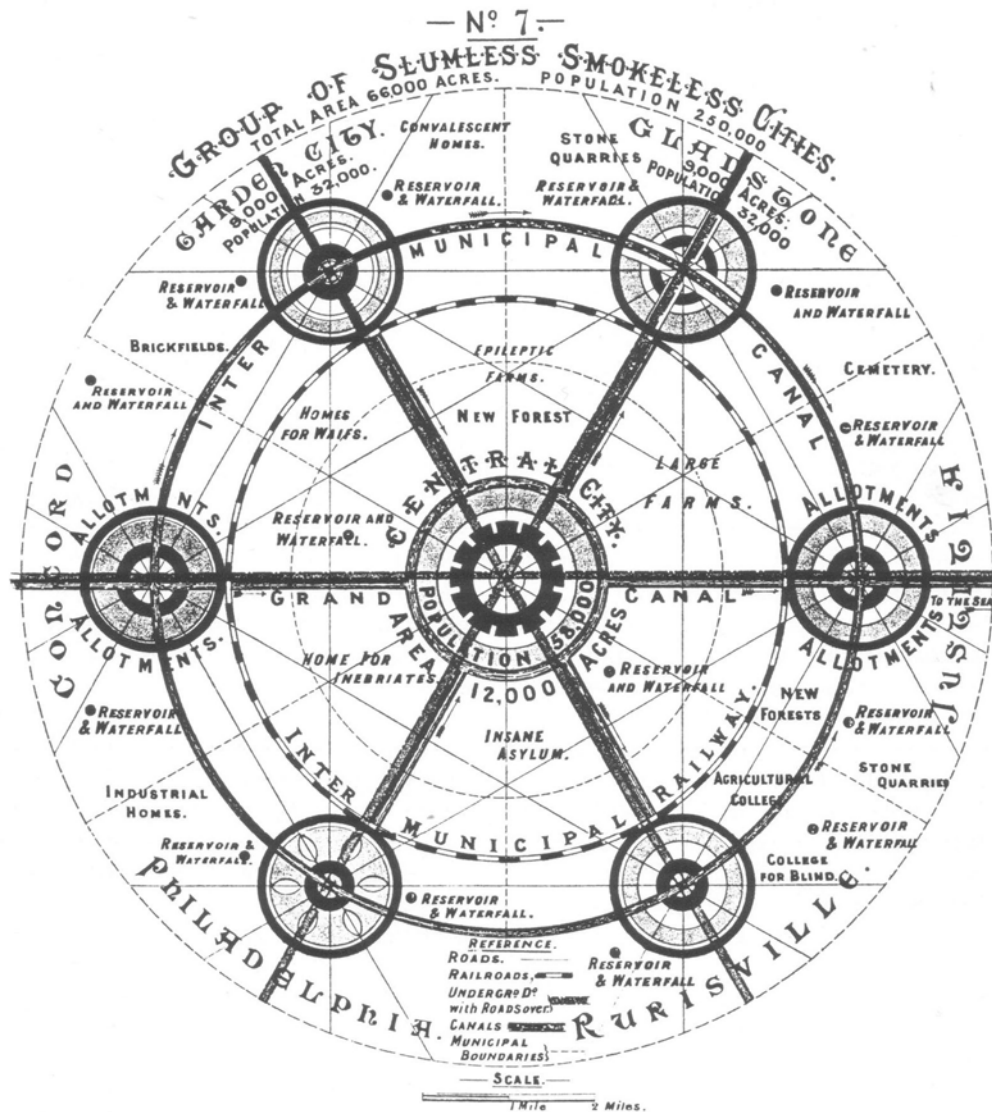 — Nº 7. —
GROUP OF SLUMLESS SMOKELESS CITIES.
TOTAL AREA 66,000 ACRES. POPULATION 250,000
GARDEN CITY.
9,000 ACRES.
POPULATION 32,000.
CONVALESCENT
HOMES.
RESERVOIR
& WATERFALL.
STONE
QUARRIES
RESERVOIR &
WATERFALL.
GLADSTONE
9,000 ACRES.
POPULATION
32,000
INTER MUNICIPAL CANAL
RESERVOIR
& WATERFALL
RESERVOIR
AND WATERFALL
BRICKFIELDS.
RESERVOIR
AND WATERFALL
EPILEPTIC
FARMS.
CEMETERY.
HOMES
FOR WAIFS.
NEW FOREST
RESERVOIR
& WATERFALL
LARGE
FARMS.
CENTRAL CITY.
RESERVOIR AND
WATERFALL
CONCORD
ALLOTMENTS.
ALLOTMENTS.
ALLOTMENTS
ALLOTMENTS
TO THE SEA
GRAND CANAL
POPULATION 58,000
AREA 12,000 ACRES
HOME FOR
INEBRIATES.
RESERVOIR
AND WATERFALL
RESERVOIR
& WATERFALL
NEW
FORESTS
RESERVOIR
& WATERFALL
INSANE
ASYLUM.
INTER MUNICIPAL RAILWAY.
AGRICULTURAL
COLLEGE
STONE
QUARRIES
INDUSTRIAL
HOMES.
RESERVOIR &
WATERFALL.
RESERVOIR
& WATERFALL
COLLEGE
FOR BLIND.
RESERVOIR
& WATERFALL.
PHILADELPHIA.
RURISVILLE.
RESERVOIR
& WATERFALL
REFERENCE.
ROADS.
RAILROADS,
UNDERGRD Dº
with ROADS over
CANALS
MUNICIPAL
BOUNDARIES
— SCALE. —
1 Mile 2 Miles.